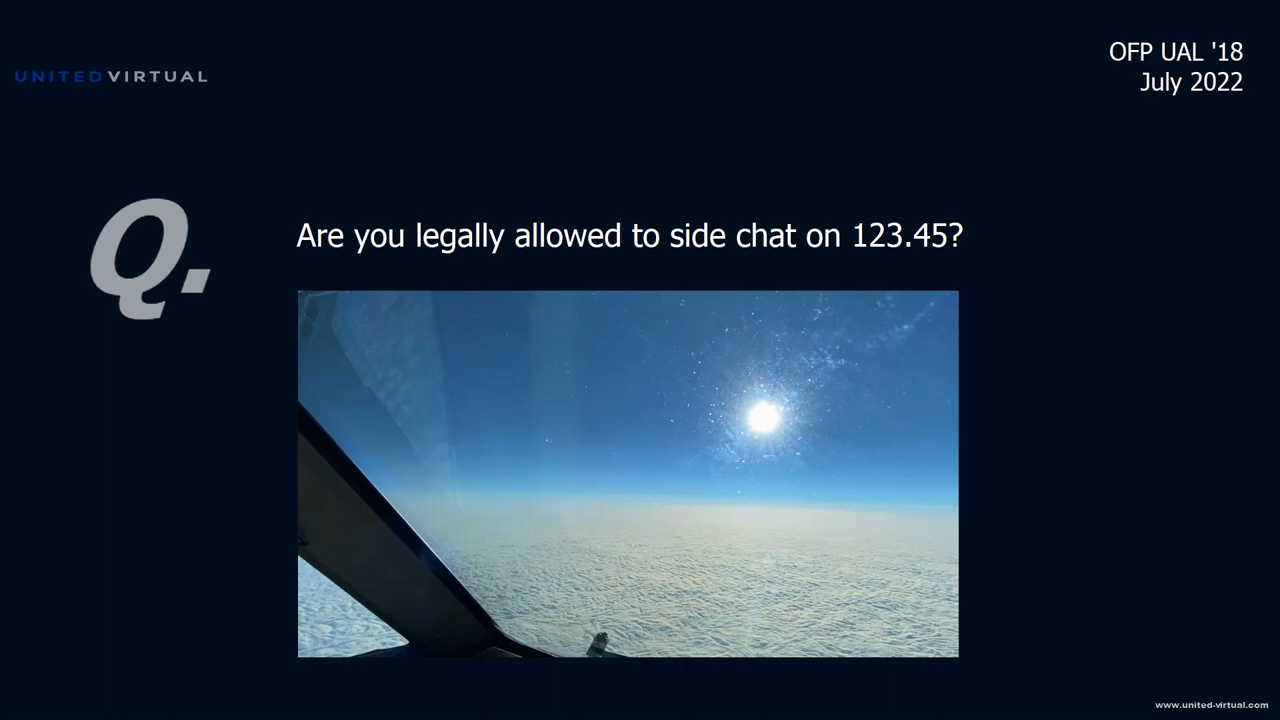 UNITEDVIRTUAL
OFP UAL '18
July 2022
Q.
Are you legally allowed to side chat on 123.45?
www.united-virtual.com